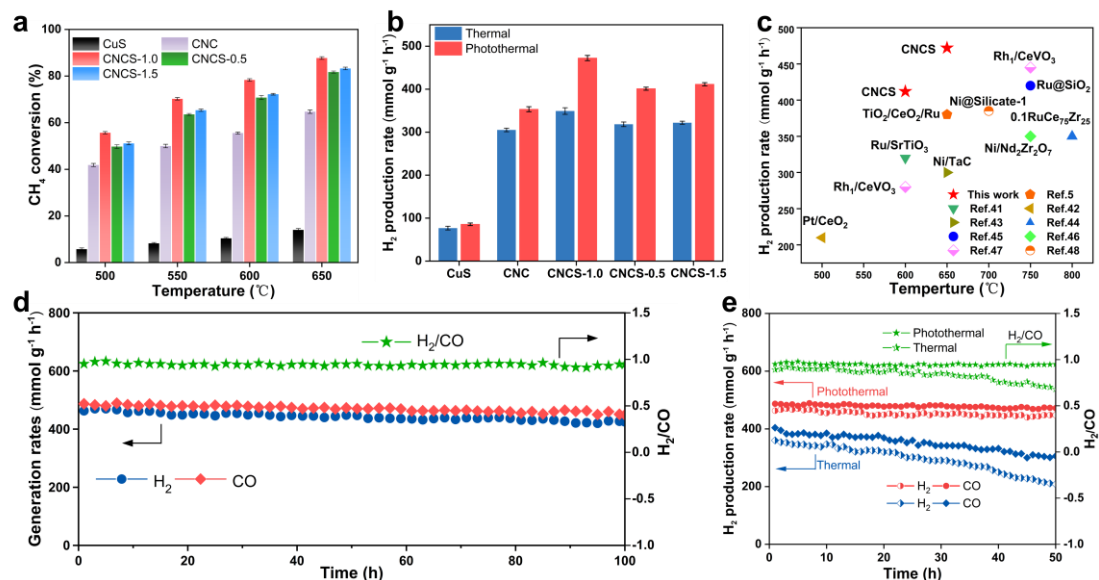 a
CH₄ conversion (%)
100
80
60
40
20
0
CuS
CNC
CNCS-1.0
CNCS-0.5
CNCS-1.5
500
550
600
650
Temperature (℃)
b
H₂ production rate (mmol g⁻¹ h⁻¹)
500
400
300
200
100
0
Thermal
Photothermal
CuS
CNC
CNCS-1.0
CNCS-0.5
CNCS-1.5
c
H₂ production rate (mmol g⁻¹ h⁻¹)
450
400
350
300
250
200
CNCS
Rh₁/CeVO₃
CNCS
Ni@Silicate-1
Ru@SiO₂
TiO₂/CeO₂/Ru
0.1RuCe₇₅Zr₂₅
Ru/SrTiO₃
Ni/Nd₂Zr₂O₇
Ni/TaC
Rh₁/CeVO₃
Pt/CeO₂
This work
Ref.5
Ref.41
Ref.42
Ref.43
Ref.44
Ref.45
Ref.46
Ref.47
Ref.48
500
600
650
700
750
800
Temperture (℃)
d
Generation rates (mmol g⁻¹ h⁻¹)
800
600
400
200
0
H₂/CO
H₂
CO
1.5
1.0
0.5
0.0
-0.5
-1.0
H₂/CO
0
20
40
60
80
100
Time (h)
e
H₂ production rate (mmol g⁻¹ h⁻¹)
800
600
400
200
0
Photothermal
Thermal
H₂/CO
Photothermal
Thermal
H₂
CO
H₂
CO
1.5
1.0
0.5
0.0
-0.5
-1.0
H₂/CO
0
10
20
30
40
50
Time (h)